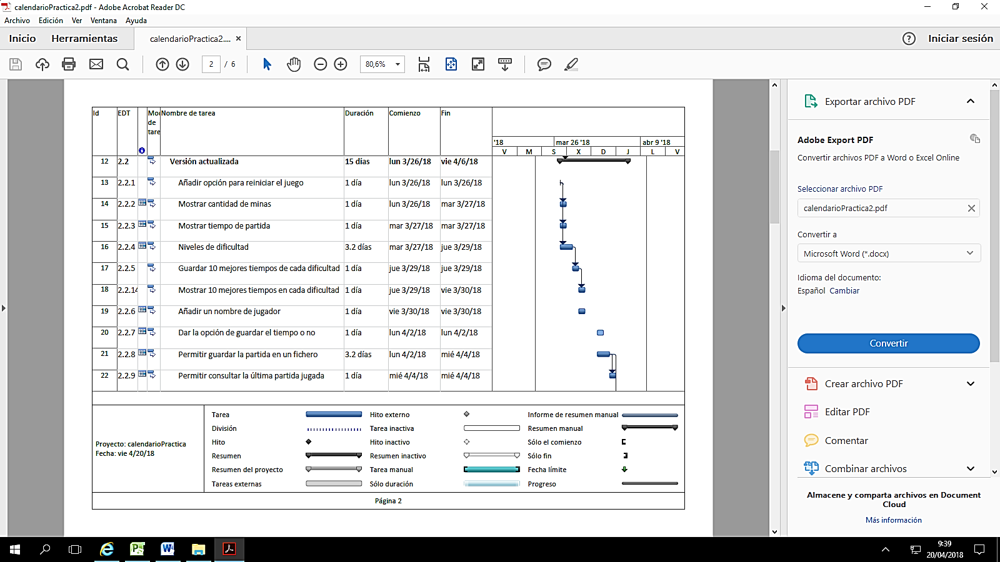 calendarioPractica2.pdf - Adobe Acrobat Reader DC
Archivo Edición Ver Ventana Ayuda
Inicio Herramientas calendarioPractica2.... × Iniciar sesión
2 / 6 80,6%
Id EDT Mod Nombre de tarea Duración Comienzo Fin
de
tare
'18 mar 26 '18 abr 9 '18
V M S X D J L V
12 2.2 Versión actualizada 15 días lun 3/26/18 vie 4/6/18
13 2.2.1 Añadir opción para reiniciar el juego 1 día lun 3/26/18 lun 3/26/18
14 2.2.2 Mostrar cantidad de minas 1 día lun 3/26/18 mar 3/27/18
15 2.2.3 Mostrar tiempo de partida 1 día mar 3/27/18 mar 3/27/18
16 2.2.4 Niveles de dificultad 3.2 días mar 3/27/18 jue 3/29/18
17 2.2.5 Guardar 10 mejores tiempos de cada dificultad 1 día jue 3/29/18 jue 3/29/18
18 2.2.14 Mostrar 10 mejores tiempos en cada dificultad 1 día jue 3/29/18 vie 3/30/18
19 2.2.6 Añadir un nombre de jugador 1 día vie 3/30/18 vie 3/30/18
20 2.2.7 Dar la opción de guardar el tiempo o no 1 día lun 4/2/18 lun 4/2/18
21 2.2.8 Permitir guardar la partida en un fichero 3.2 días lun 4/2/18 mié 4/4/18
22 2.2.9 Permitir consultar la última partida jugada 1 día mié 4/4/18 mié 4/4/18
Proyecto: calendarioPractica
Fecha: vie 4/20/18
Tarea Hito externo Informe de resumen manual
División Tarea inactiva Resumen manual
Hito Hito inactivo Sólo el comienzo
Resumen Resumen inactivo Sólo fin
Resumen del proyecto Tarea manual Fecha límite
Tareas externas Sólo duración Progreso
Página 2
Exportar archivo PDF
Adobe Export PDF
Convertir archivos PDF a Word o Excel Online
Seleccionar archivo PDF
calendarioPractica2.pdf
Convertir a
Microsoft Word (*.docx)
Idioma del documento:
Español Cambiar
Convertir
Crear archivo PDF
Editar PDF
Comentar
Combinar archivos
Almacene y comparta archivos en Document
Cloud
Más información
9:39
20/04/2018